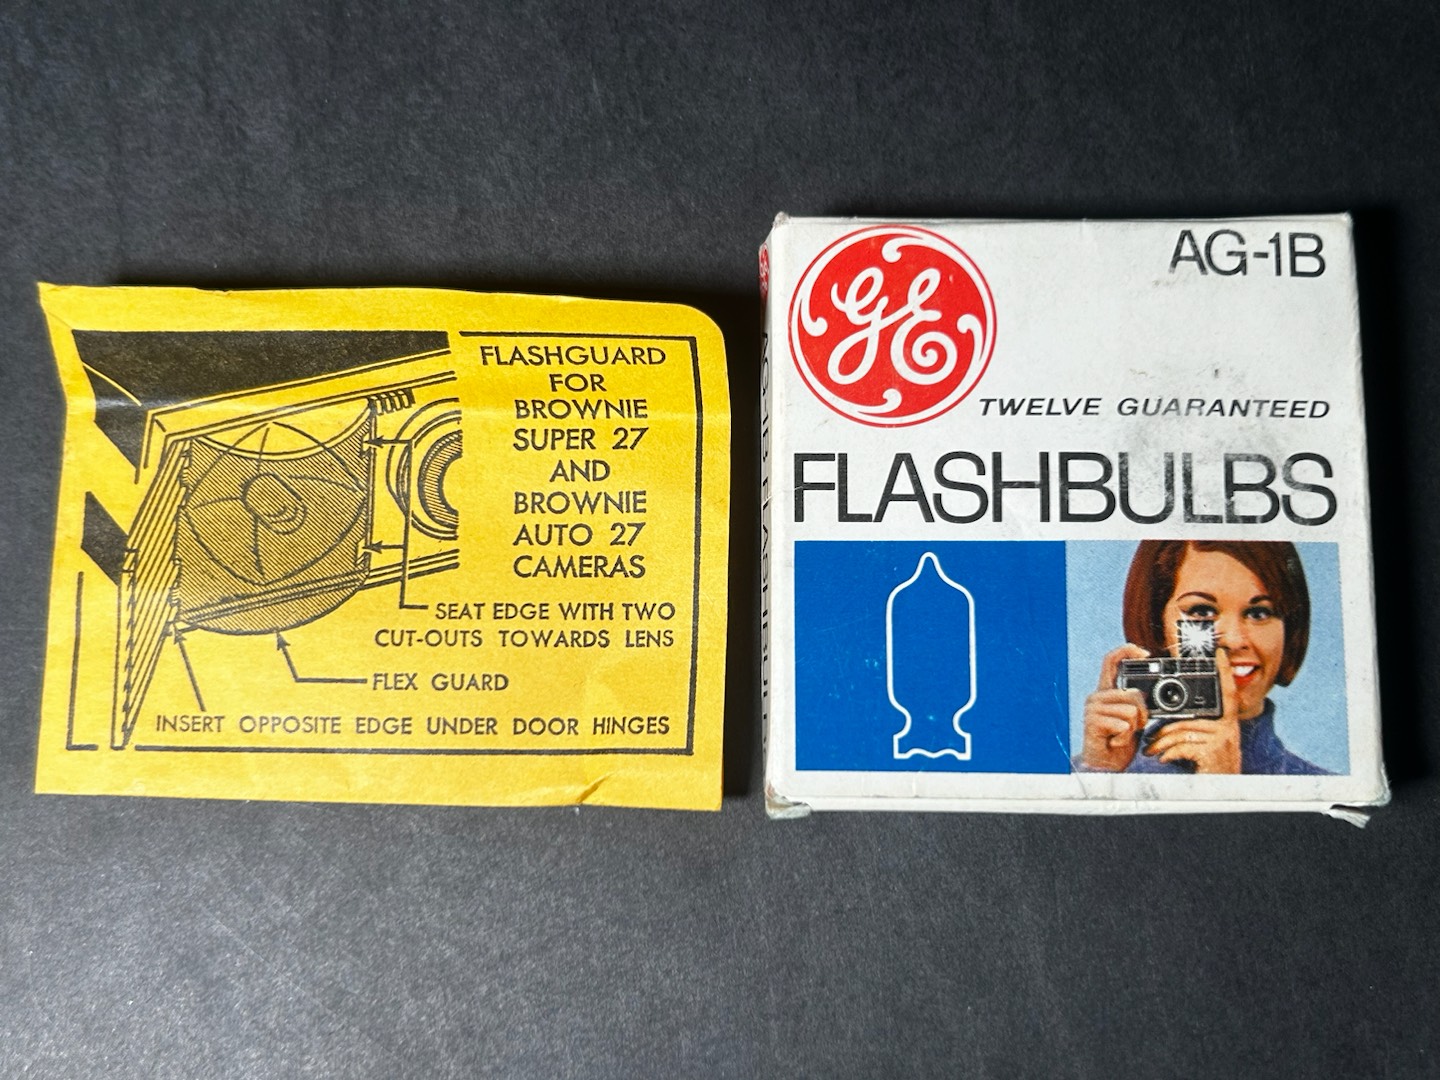 FLASHGUARD
FOR
BROWNIE
SUPER 27
AND
BROWNIE
AUTO 27
CAMERAS
SEAT EDGE WITH TWO
CUT-OUTS TOWARDS LENS
FLEX GUARD
INSERT OPPOSITE EDGE UNDER DOOR HINGES
GE
AG-1B
TWELVE GUARANTEED
FLASHBULBS